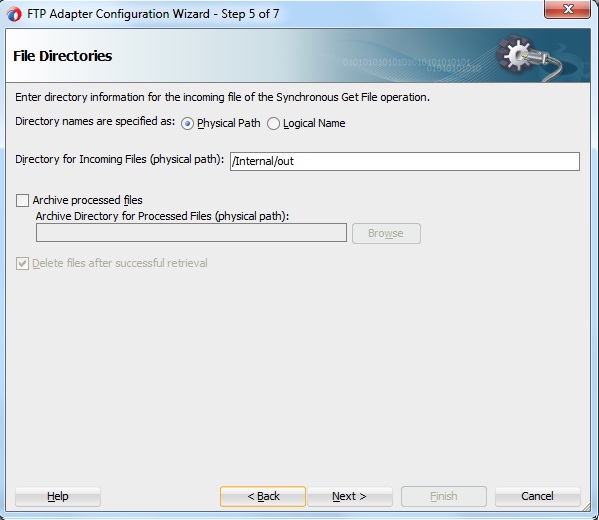 FTP Adapter Configuration Wizard - Step 5 of 7
File Directories
0101010101010101010101010101
010101010101
Enter directory information for the incoming file of the Synchronous Get File operation.
Directory names are specified as: Physical Path Logical Name
Directory for Incoming Files (physical path): /Internal/out
Archive processed files
Archive Directory for Processed Files (physical path):
Browse
Delete files after successful retrieval
Help < Back Next > Finish Cancel